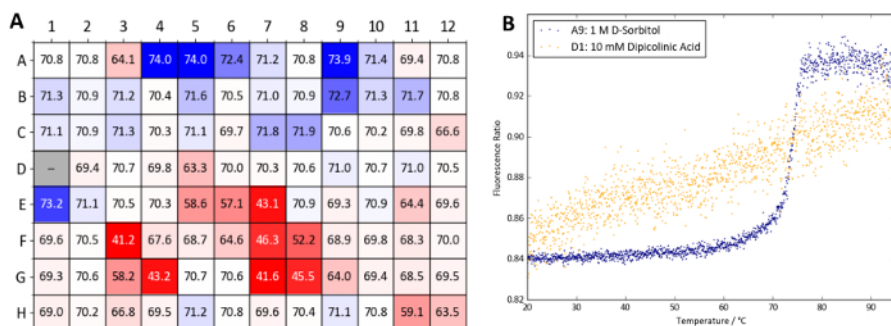 A
1 2 3 4 5 6 7 8 9 10 11 12
A 70.8 70.8 64.1 74.0 74.0 72.4 71.2 70.8 73.9 71.4 69.4 70.8
B 71.3 70.9 71.2 70.4 71.6 70.5 71.0 70.9 72.7 71.3 71.7 70.8
C 71.1 70.9 71.3 70.3 71.1 69.7 71.8 71.9 70.6 70.2 69.8 66.6
D – 69.4 70.7 69.8 63.3 70.0 70.3 70.6 71.0 70.7 71.0 70.5
E 73.2 71.1 70.5 70.3 58.6 57.1 43.1 70.9 69.3 70.9 64.4 69.6
F 69.6 70.5 41.2 67.6 68.7 64.6 46.3 52.2 68.9 69.8 68.3 70.0
G 69.3 70.6 58.2 43.2 70.7 70.6 41.6 45.5 64.0 69.4 68.5 69.5
H 69.0 70.2 66.8 69.5 71.2 70.8 69.6 70.4 71.1 70.8 59.1 63.5
B
A9: 1 M D-Sorbitol
D1: 10 mM Dipicolinic Acid
Fluorescence Ratio
0.94
0.92
0.90
0.88
0.86
0.84
0.82
20 30 40 50 60 70 80 90
Temperature / °C